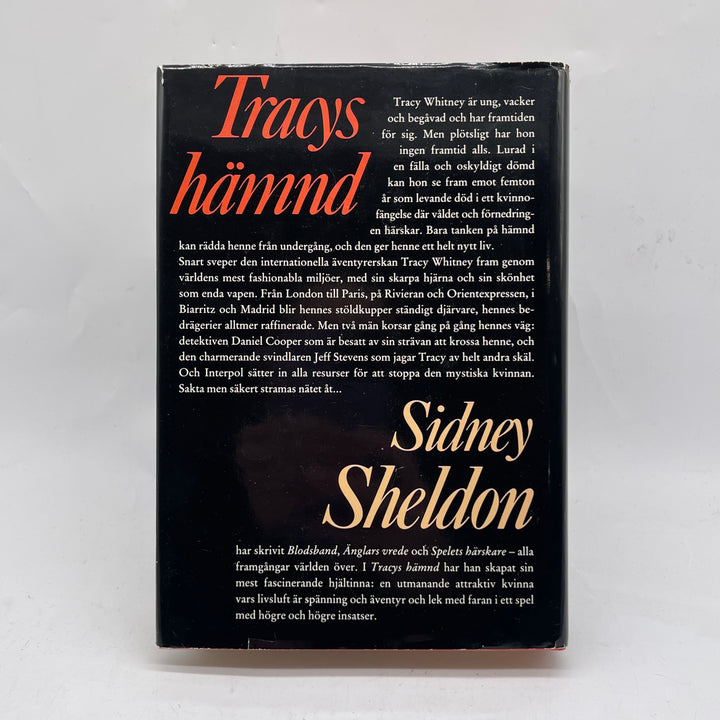 Tracys
hämnd
Tracy Whitney är ung, vacker
och begåvad och har framtiden
för sig. Men plötsligt har hon
ingen framtid alls. Lurad i
en fälla och oskyldigt dömd
kan hon se fram emot femton
år som levande död i ett kvinno-
fängelse där våldet och förnedring-
en härskar. Bara tanken på hämnd
kan rädda henne från undergång, och den ger henne ett helt nytt liv.
Snart sveper den internationella äventyrerskan Tracy Whitney fram genom
världens mest fashionabla miljöer, med sin skarpa hjärna och sin skönhet
som enda vapen. Från London till Paris, på Rivieran och Orientexpressen, i
Biarritz och Madrid blir hennes stöldkupper ständigt djärvare, hennes be-
drägerier alltmer raffinerade. Men två män korsar gång på gång hennes väg:
detektiven Daniel Cooper som är besatt av sin strävan att krossa henne, och
den charmerande svindlaren Jeff Stevens som jagar Tracy av helt andra skäl.
Och Interpol sätter in alla resurser för att stoppa den mystiska kvinnan.
Sakta men säkert stramas nätet åt...
Sidney
Sheldon
har skrivit Blodsband, Änglars vrede och Spelets härskare – alla
framgångar världen över. I Tracys hämnd har han skapat sin
mest fascinerande hjältinna: en utmanande attraktiv kvinna
vars livsluft är spänning och äventyr och lek med faran i ett spel
med högre och högre insatser.